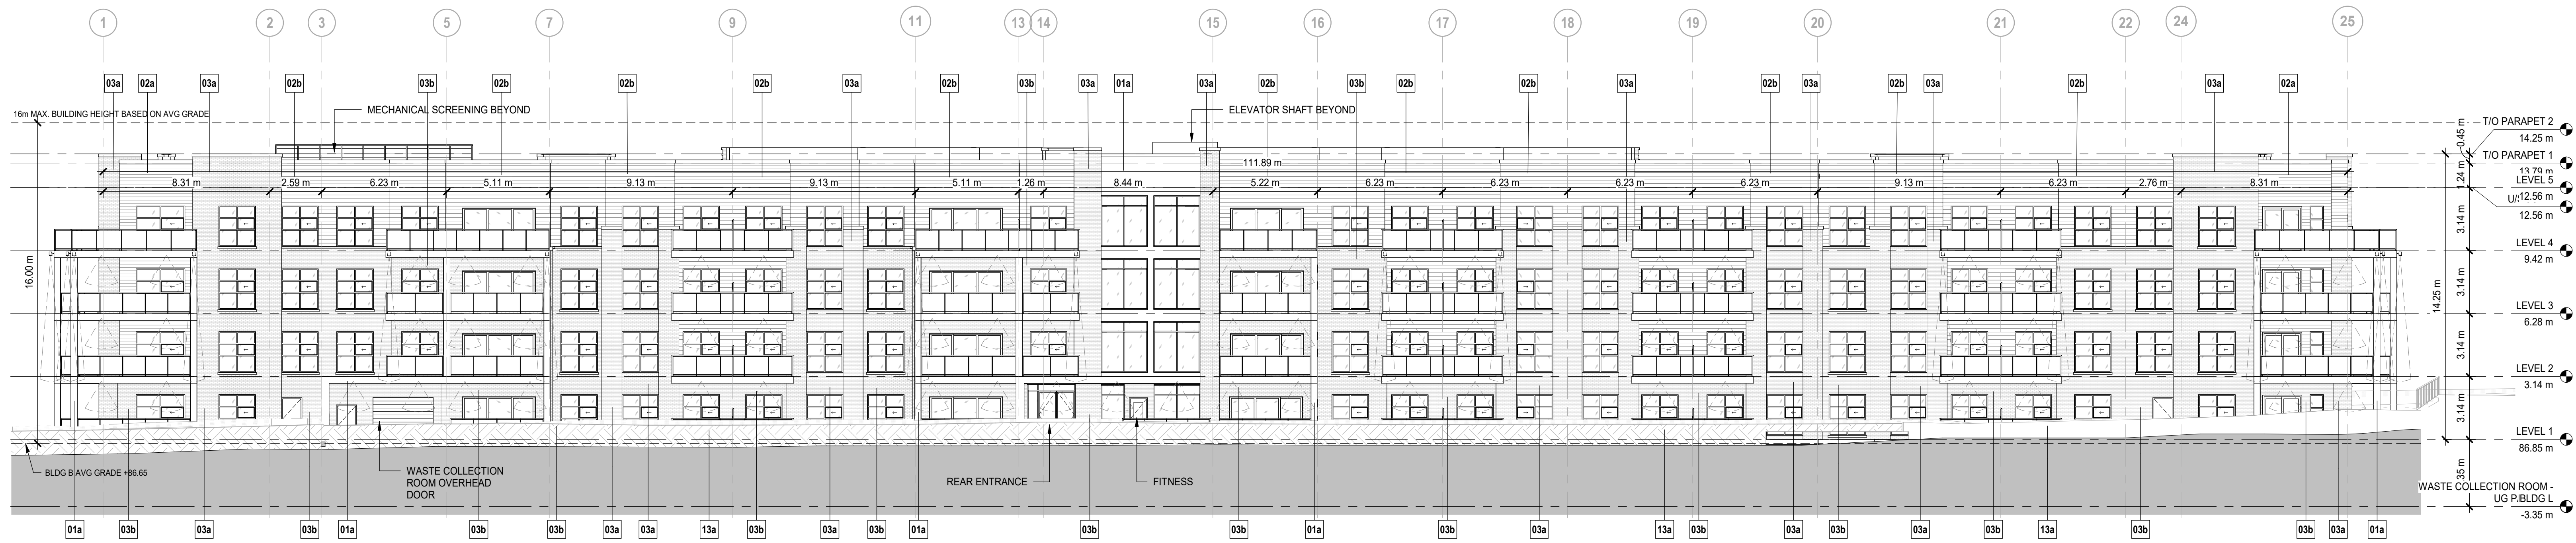 1 2 3 5 7 9 11 13 14 15 16 17 18 19 20 21 22 24 25
03a 02a 03a 02b 03b 02b 02b 02b 03a 02b 03b 03a 01a 03a 02b 03b 02b 02b 03a 02b 03a 02b 03a 02b 03a 02a
16m MAX. BUILDING HEIGHT BASED ON AVG GRADE
MECHANICAL SCREENING BEYOND
ELEVATOR SHAFT BEYOND
111.89 m
8.31 m 2.59 m 6.23 m 5.11 m 9.13 m 9.13 m 5.11 m 1.26 m 8.44 m 5.22 m 6.23 m 6.23 m 6.23 m 6.23 m 9.13 m 6.23 m 2.76 m 8.31 m
16.00 m
14.25 m
0.45 m
1.24 m
3.14 m
3.14 m
3.14 m
3.14 m
T/O PARAPET 2
14.25 m
T/O PARAPET 1
13.79 m
LEVEL 5
12.56 m
12.56 m
LEVEL 4
9.42 m
LEVEL 3
6.28 m
LEVEL 2
3.14 m
LEVEL 1
86.85 m
WASTE COLLECTION ROOM -
UG P BLDG L
-3.35 m
BLDG B AVG GRADE +86.65
WASTE COLLECTION
ROOM OVERHEAD
DOOR
REAR ENTRANCE
FITNESS
01a 03b 03a 03b 01a 03b 03b 03a 03a 13a 03b 03a 03b 01a 03b 03b 01a 03b 03a 13a 03b 03a 03b 03a 03b 13a 03b 03b 03a 01a